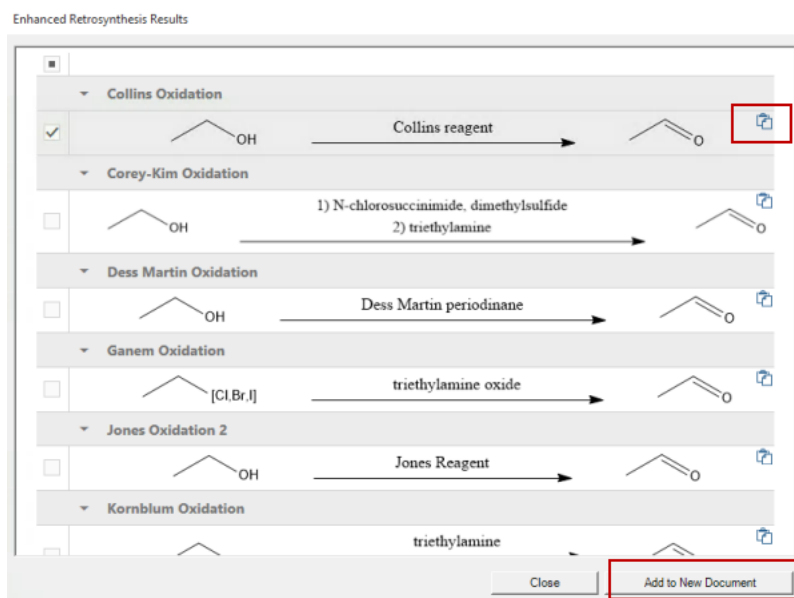 Enhanced Retrosynthesis Results
Collins Oxidation
OH
Collins reagent
O
Corey-Kim Oxidation
OH
1) N-chlorosuccinimide, dimethylsulfide
2) triethylamine
O
Dess Martin Oxidation
OH
Dess Martin periodinane
O
Ganem Oxidation
[Cl,Br,I]
triethylamine oxide
O
Jones Oxidation 2
OH
Jones Reagent
O
Kornblum Oxidation
triethylamine
Close
Add to New Document